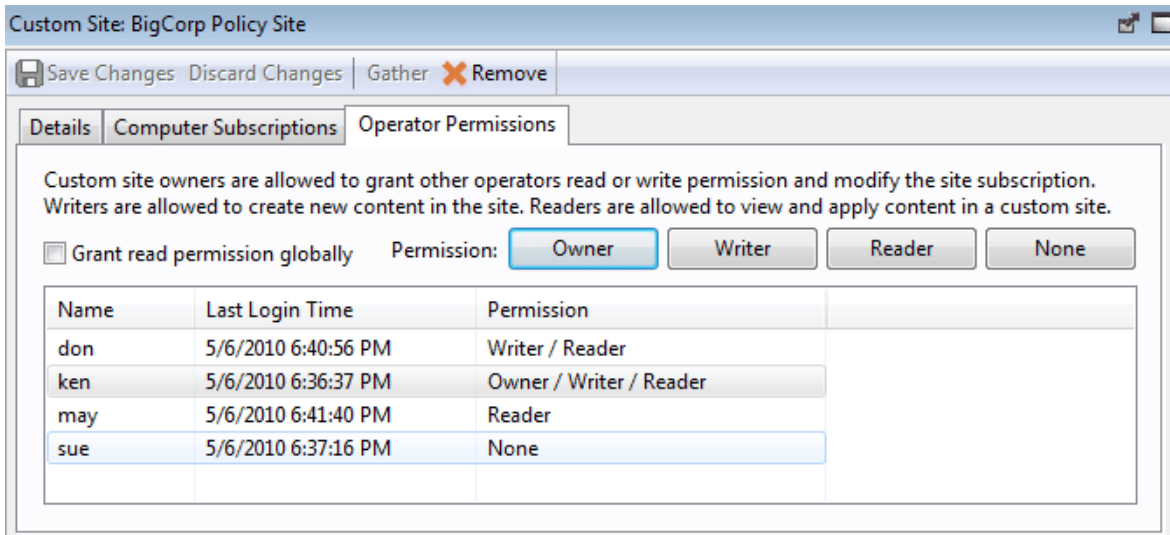 Custom Site: BigCorp Policy Site
Save Changes Discard Changes Gather Remove
Details Computer Subscriptions Operator Permissions
Custom site owners are allowed to grant other operators read or write permission and modify the site subscription.
Writers are allowed to create new content in the site. Readers are allowed to view and apply content in a custom site.
Grant read permission globally Permission: Owner Writer Reader None
Name Last Login Time Permission
don 5/6/2010 6:40:56 PM Writer / Reader
ken 5/6/2010 6:36:37 PM Owner / Writer / Reader
may 5/6/2010 6:41:40 PM Reader
sue 5/6/2010 6:37:16 PM None